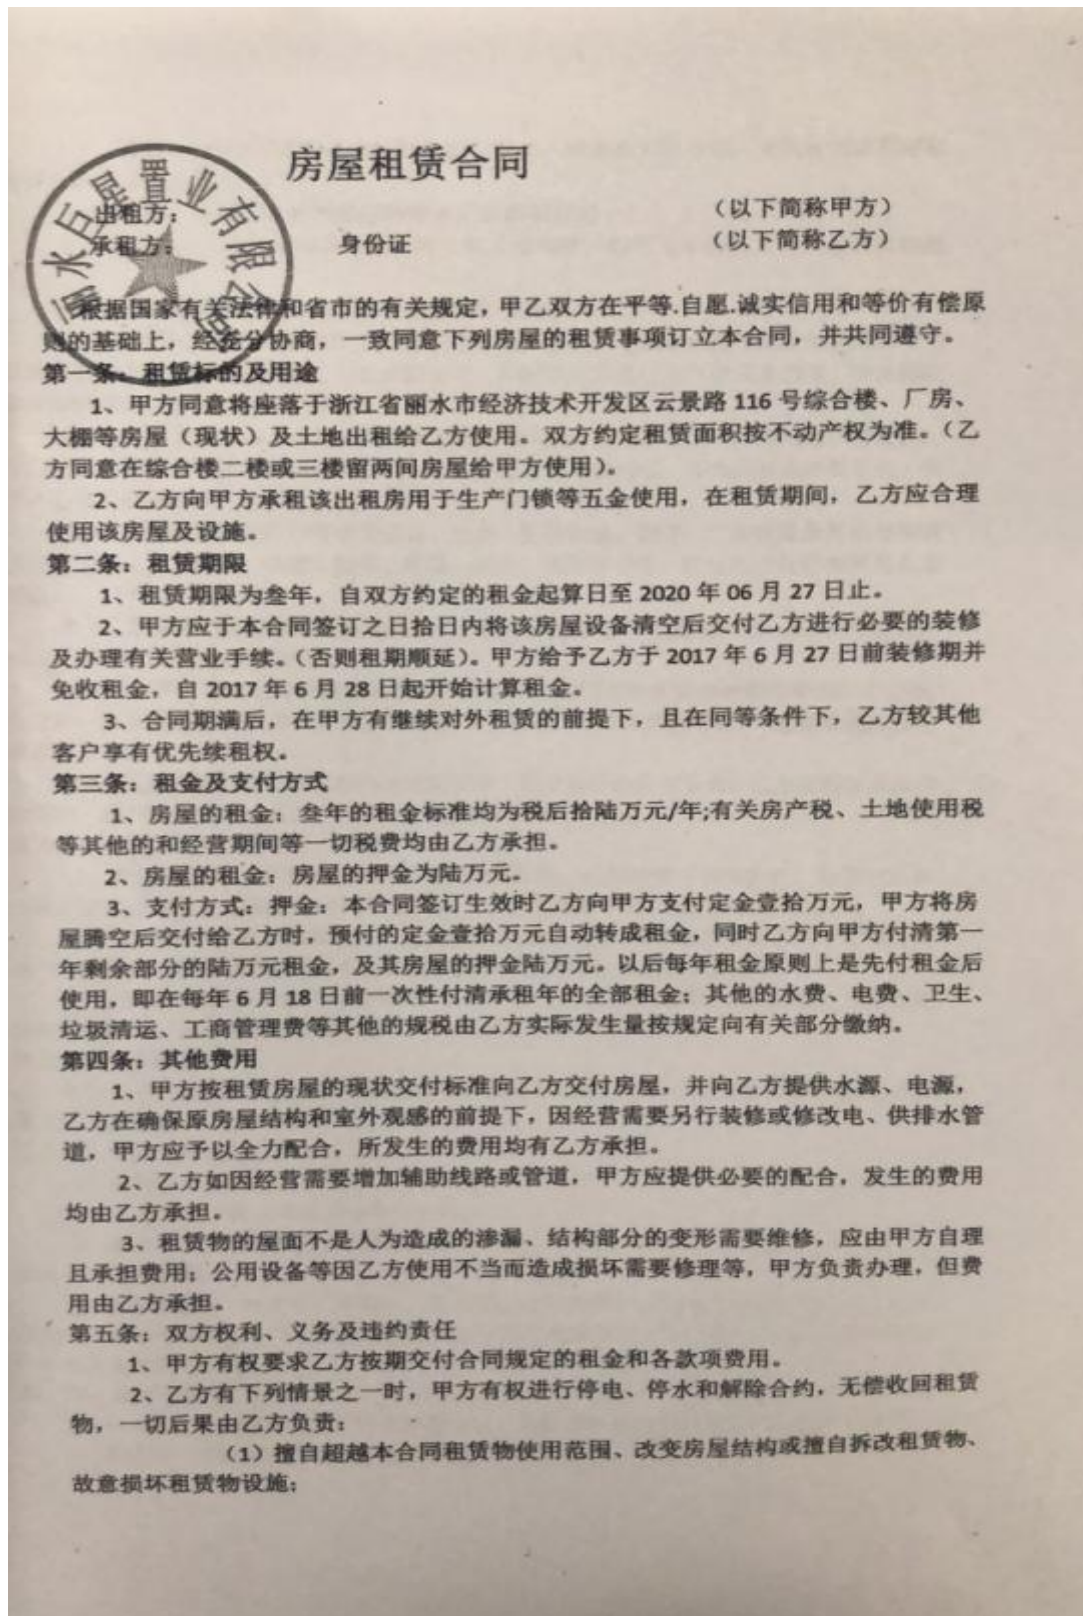 房屋租赁合同
丽水巨星置业有限公司
出租方：（以下简称甲方）
承租方：身份证（以下简称乙方）
根据国家有关法律和省市的有关规定，甲乙双方在平等.自愿.诚实信用和等价有偿原
则的基础上，经充分协商，一致同意下列房屋的租赁事项订立本合同，并共同遵守。
第一条：租赁标的及用途
1、甲方同意将座落于浙江省丽水市经济技术开发区云景路 116 号综合楼、厂房、
大棚等房屋（现状）及土地出租给乙方使用。双方约定租赁面积按不动产权为准。（乙
方同意在综合楼二楼或三楼留两间房屋给甲方使用）。
2、乙方向甲方承租该出租房用于生产门锁等五金使用，在租赁期间，乙方应合理
使用该房屋及设施。
第二条：租赁期限
1、租赁期限为叁年，自双方约定的租金起算日至 2020 年 06 月 27 日止。
2、甲方应于本合同签订之日拾日内将该房屋设备清空后交付乙方进行必要的装修
及办理有关营业手续。（否则租期顺延）。甲方给予乙方于 2017 年 6 月 27 日前装修期并
免收租金，自 2017 年 6 月 28 日起开始计算租金。
3、合同期满后，在甲方有继续对外租赁的前提下，且在同等条件下，乙方较其他
客户享有优先续租权。
第三条：租金及支付方式
1、房屋的租金：叁年的租金标准均为税后拾陆万元/年;有关房产税、土地使用税
等其他的和经营期间等一切税费均由乙方承担。
2、房屋的租金：房屋的押金为陆万元。
3、支付方式：押金：本合同签订生效时乙方向甲方支付定金壹拾万元，甲方将房
屋腾空后交付给乙方时，预付的定金壹拾万元自动转成租金，同时乙方向甲方付清第一
年剩余部分的陆万元租金，及其房屋的押金陆万元。以后每年租金原则上是先付租金后
使用，即在每年 6 月 18 日前一次性付清承租年的全部租金；其他的水费、电费、卫生、
垃圾清运、工商管理费等其他的规税由乙方实际发生量按规定向有关部分缴纳。
第四条：其他费用
1、甲方按租赁房屋的现状交付标准向乙方交付房屋，并向乙方提供水源、电源，
乙方在确保原房屋结构和室外观感的前提下，因经营需要另行装修或修改电、供排水管
道，甲方应予以全力配合，所发生的费用均有乙方承担。
2、乙方如因经营需要增加辅助线路或管道，甲方应提供必要的配合，发生的费用
均由乙方承担。
3、租赁物的屋面不是人为造成的渗漏、结构部分的变形需要维修，应由甲方自理
且承担费用；公用设备等因乙方使用不当而造成损坏需要修理等，甲方负责办理，但费
用由乙方承担。
第五条：双方权利、义务及违约责任
1、甲方有权要求乙方按期交付合同规定的租金和各款项费用。
2、乙方有下列情景之一时，甲方有权进行停电、停水和解除合约，无偿收回租赁
物，一切后果由乙方负责：
（1）擅自超越本合同租赁物使用范围、改变房屋结构或擅自拆改租赁物、
故意损坏租赁物设施；